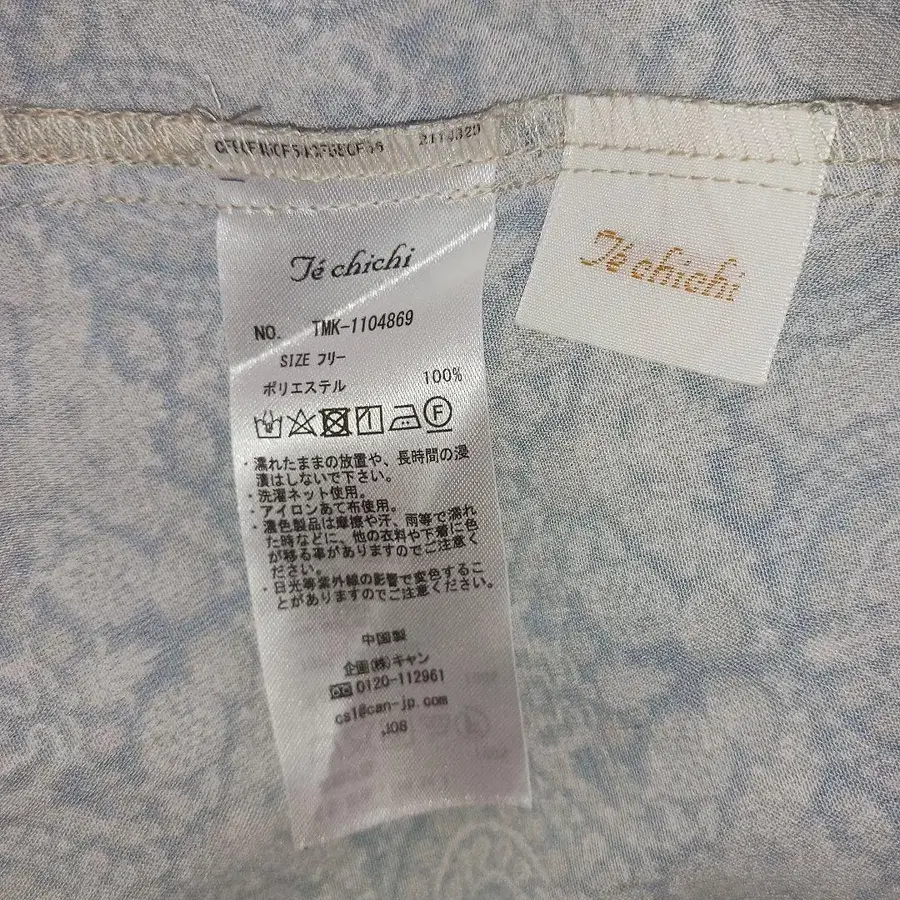 Té chichi
Té chichi
NO. TMK-1104869
SIZE フリー
ポリエステル 100%
F
・濡れたままの放置や、長時間の浸
漬はしないで下さい。
・洗濯ネット使用。
・アイロンあて布使用。
・濃色製品は摩擦や汗、雨等で濡れ
た時などに、他の衣料や下着に色
が移る事がありますのでご注意く
ださい。
・日光等紫外線の影響で変色するこ
とがありますのでご注意ください。
中国製
企画(株)キャン
0120-112961
cs1@can-jp.com
J08